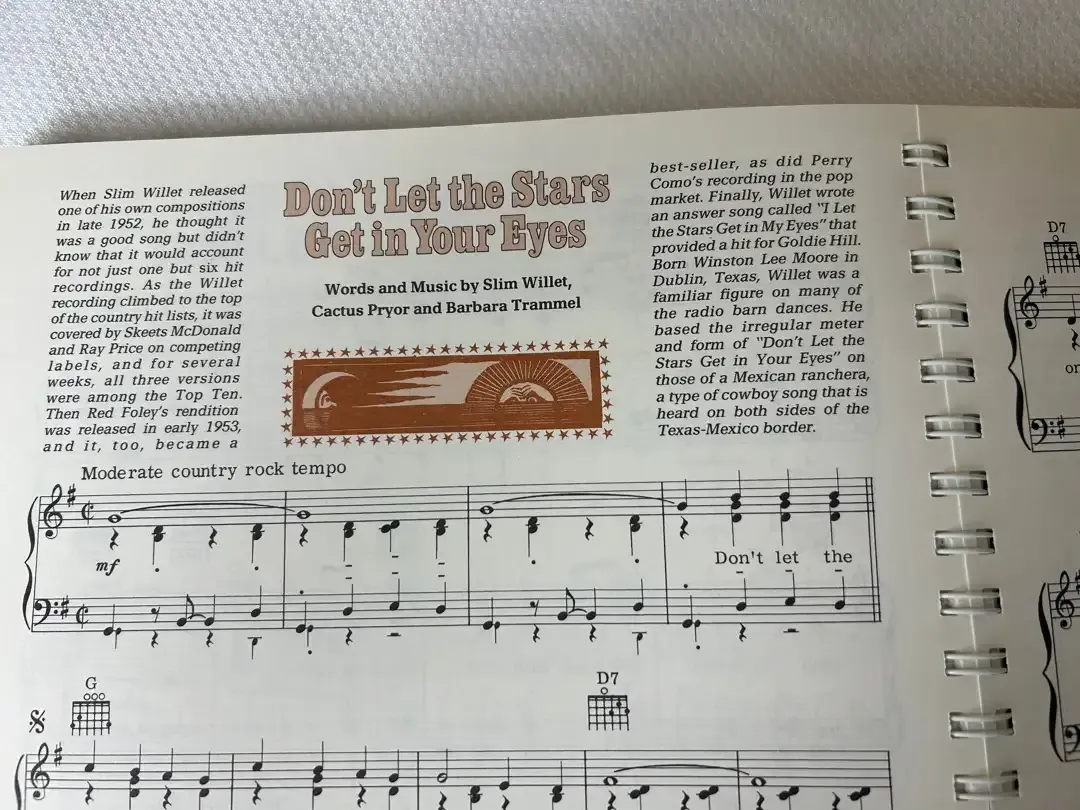 When Slim Willet released
one of his own compositions
in late 1952, he thought it
was a good song but didn't
know that it would account
for not just one but six hit
recordings. As the Willet
recording climbed to the top
of the country hit lists, it was
covered by Skeets McDonald
and Ray Price on competing
labels, and for several
weeks, all three versions
were among the Top Ten.
Then Red Foley's rendition
was released in early 1953,
and it, too, became a
Don't Let the Stars
Get in Your Eyes
Words and Music by Slim Willet,
Cactus Pryor and Barbara Trammel
best-seller, as did Perry
Como's recording in the pop
market. Finally, Willet wrote
an answer song called "I Let
the Stars Get in My Eyes" that
provided a hit for Goldie Hill.
Born Winston Lee Moore in
Dublin, Texas, Willet was a
familiar figure on many of
the radio barn dances. He
based the irregular meter
and form of "Don't Let the
Stars Get in Your Eyes" on
those of a Mexican ranchera,
a type of cowboy song that is
heard on both sides of the
Texas-Mexico border.
Moderate country rock tempo
mf
Don't let the
G D7
D7